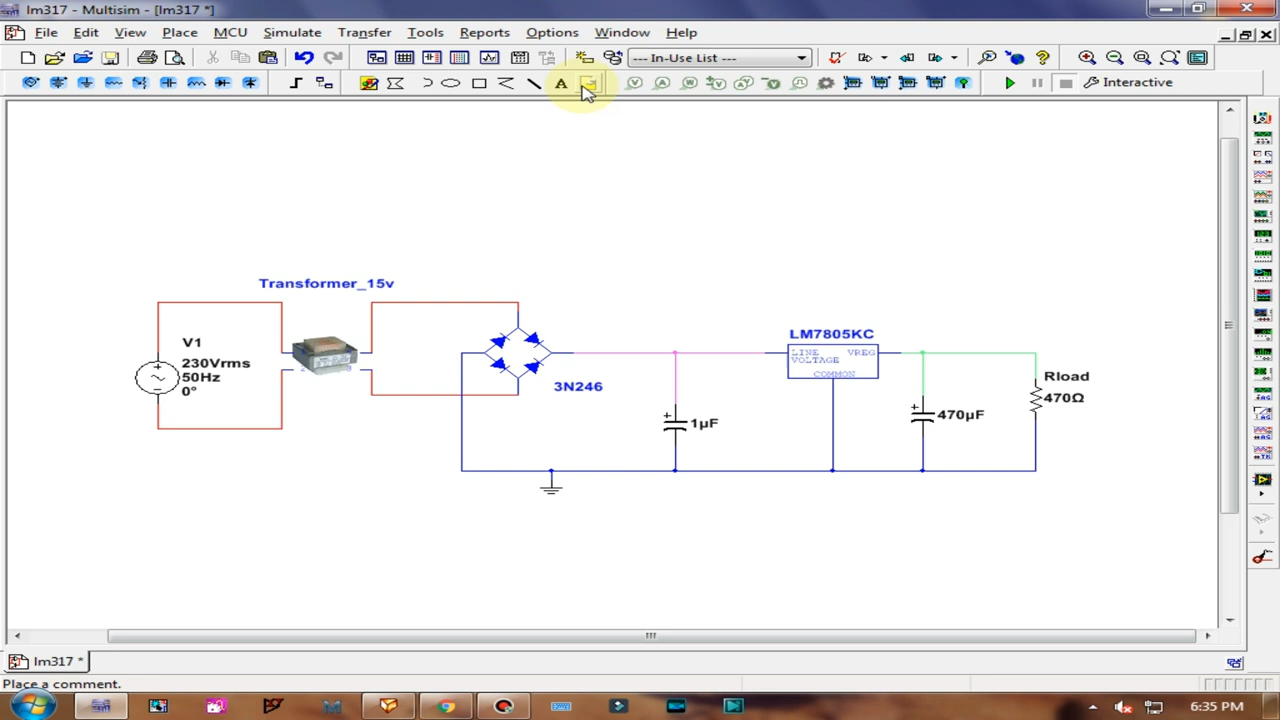 lm317 - Multisim - [lm317 *]
File Edit View Place MCU Simulate Transfer Tools Reports Options Window Help
--- In-Use List ---
A
Interactive
Transformer_15v
V1
230Vrms
50Hz
0°
3N246
1µF
LM7805KC
LINE VREG
VOLTAGE
COMMON
470µF
Rload
470Ω
lm317 *
Place a comment.
6:35 PM